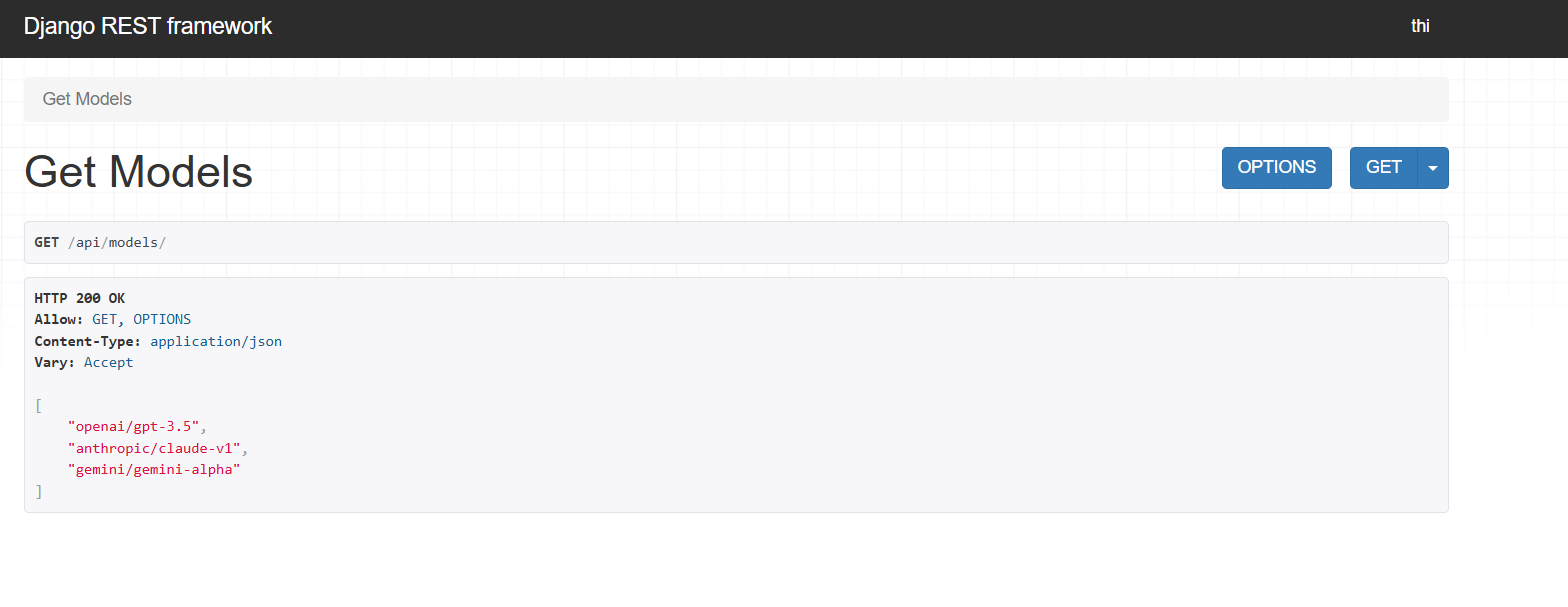 Django REST framework
thi
Get Models
Get Models
OPTIONS
GET
GET /api/models/
HTTP 200 OK
Allow: GET, OPTIONS
Content-Type: application/json
Vary: Accept
[
    "openai/gpt-3.5",
    "anthropic/claude-v1",
    "gemini/gemini-alpha"
]